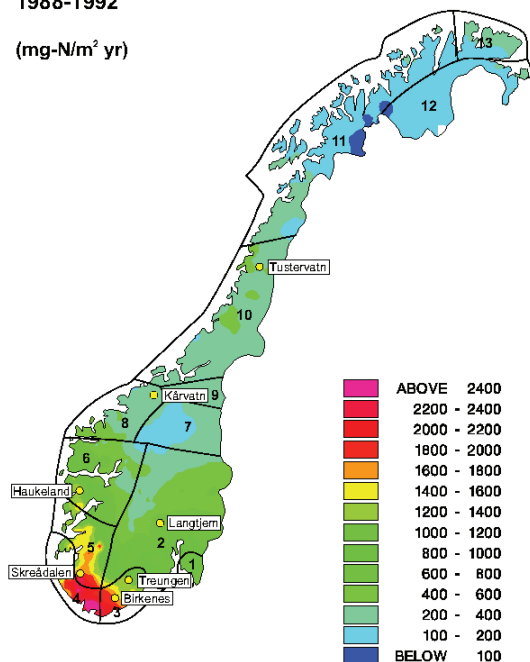 1988-1992
(mg-N/m² yr)
13
12
11
Tustervatn
10
Kårvatn
9
8
7
6
Haukeland
Langtjern
2
5
1
Skreådalen
Treungen
4
Birkenes
3
ABOVE 2400
2200 - 2400
2000 - 2200
1800 - 2000
1600 - 1800
1400 - 1600
1200 - 1400
1000 - 1200
800 - 1000
600 - 800
400 - 600
200 - 400
100 - 200
BELOW 100